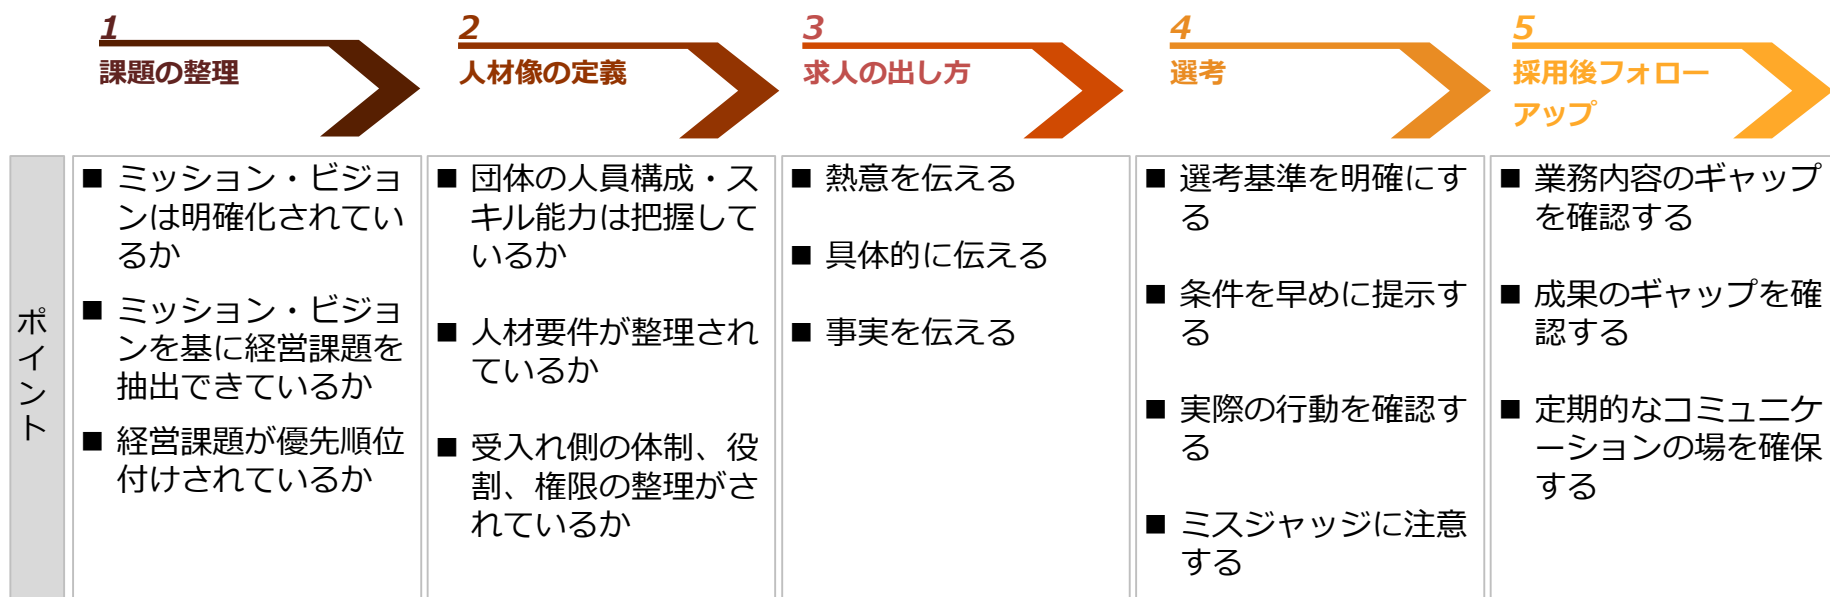 1
課題の整理
2
人材像の定義
3
求人の出し方
4
選考
5
採用後フォロー
アップ
ポイント
■ ミッション・ビジョ
ンは明確化されてい
るか
■ ミッション・ビジョ
ンを基に経営課題を
抽出できているか
■ 経営課題が優先順位
付けされているか
■ 団体の人員構成・ス
キル能力は把握して
いるか
■ 人材要件が整理され
ているか
■ 受入れ側の体制、役
割、権限の整理がさ
れているか
■ 熱意を伝える
■ 具体的に伝える
■ 事実を伝える
■ 選考基準を明確にす
る
■ 条件を早めに提示す
る
■ 実際の行動を確認す
る
■ ミスジャッジに注意
する
■ 業務内容のギャップ
を確認する
■ 成果のギャップを確
認する
■ 定期的なコミュニケ
ーションの場を確保
する